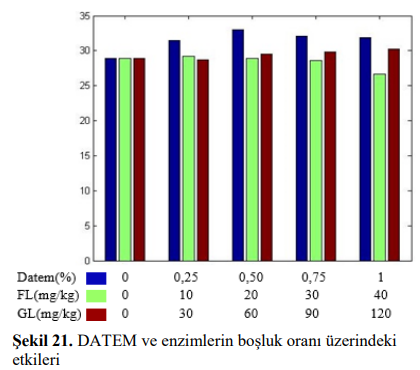 35
30
25
20
15
10
5
0
Datem(%) 0 0,25 0,50 0,75 1
FL(mg/kg) 0 10 20 30 40
GL(mg/kg) 0 30 60 90 120
Şekil 21. DATEM ve enzimlerin boşluk oranı üzerindeki
etkileri